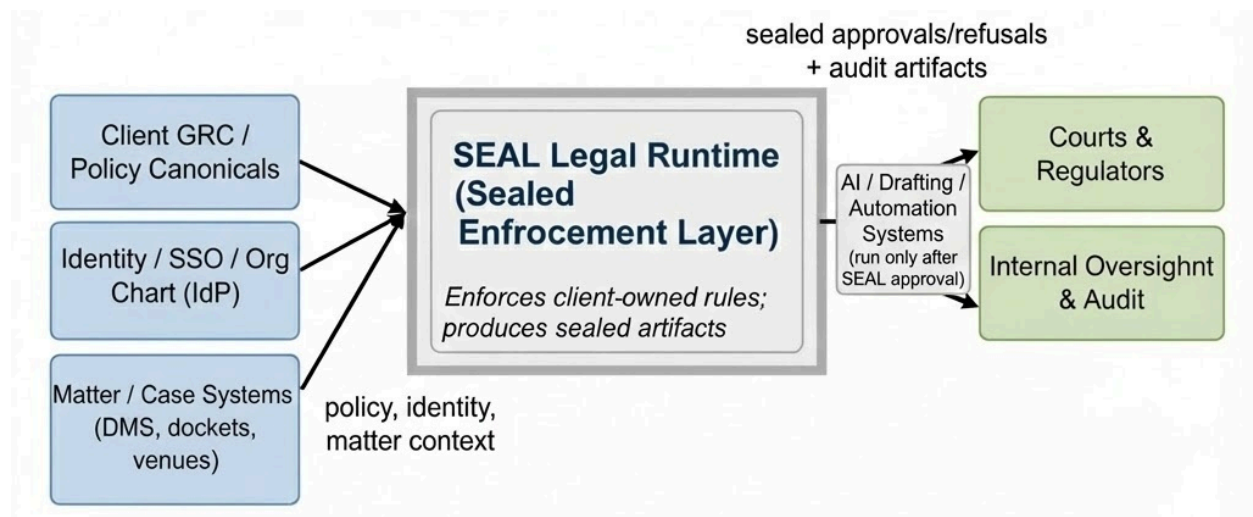 sealed approvals/refusals
+ audit artifacts
Client GRC /
Policy Canonicals
Identity / SSO / Org
Chart (IdP)
Matter / Case Systems
(DMS, dockets,
venues)
policy, identity,
matter context
SEAL Legal Runtime
(Sealed
Enfrocement Layer)
Enforces client-owned rules;
produces sealed artifacts
AI / Drafting /
Automation
Systems
(run only after
SEAL approval)
Courts &
Regulators
Internal Oversighnt
& Audit